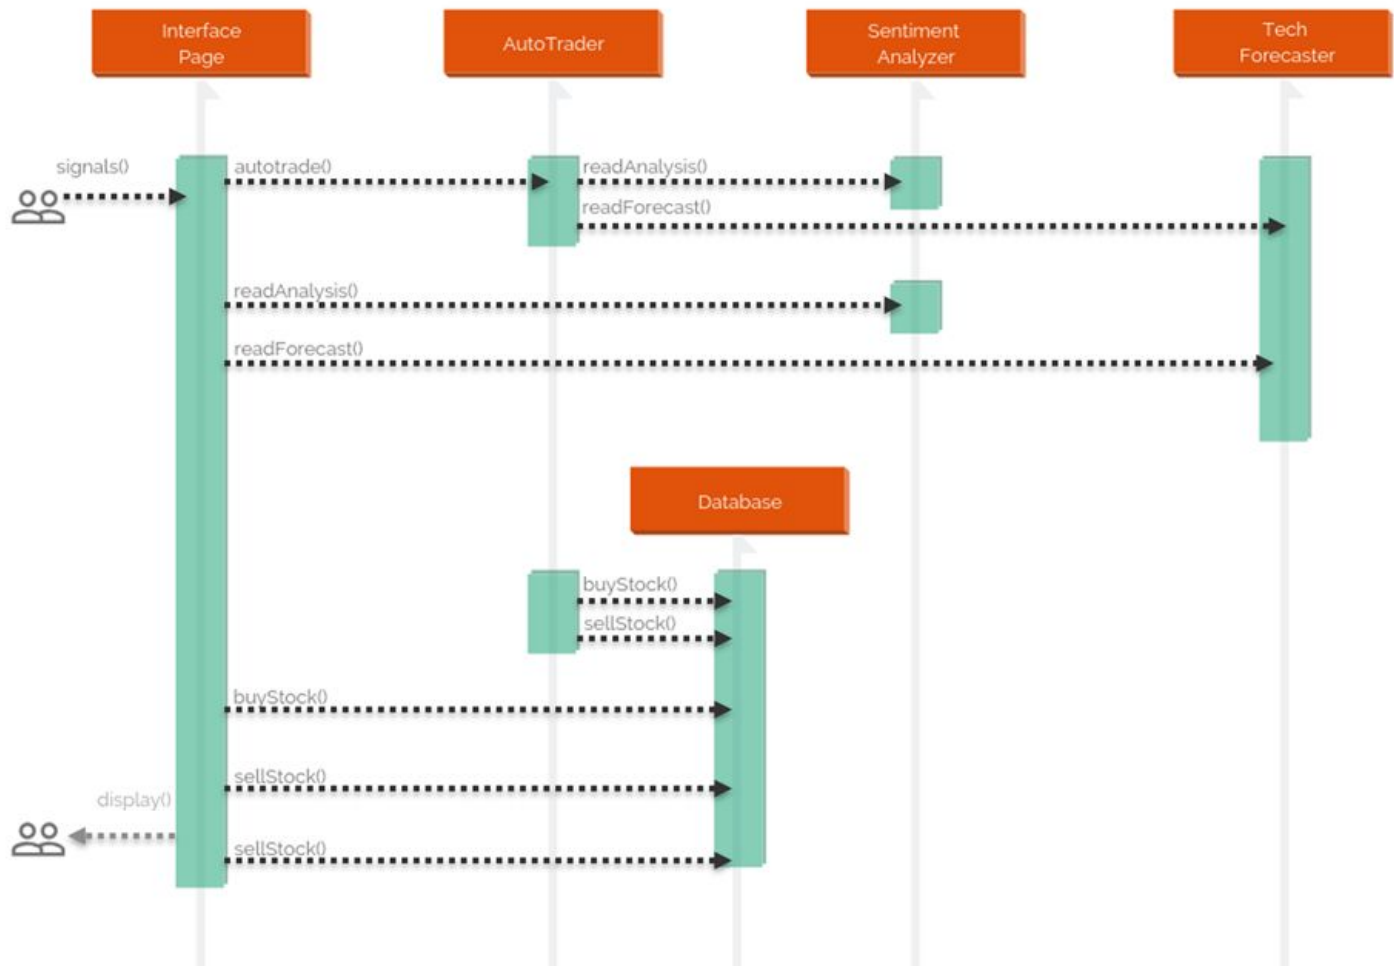 Interface
Page
AutoTrader
Sentiment
Analyzer
Tech
Forecaster
signals()
autotrade()
readAnalysis()
readForecast()
readAnalysis()
readForecast()
Database
buyStock()
sellStock()
buyStock()
sellStock()
display()
sellStock()